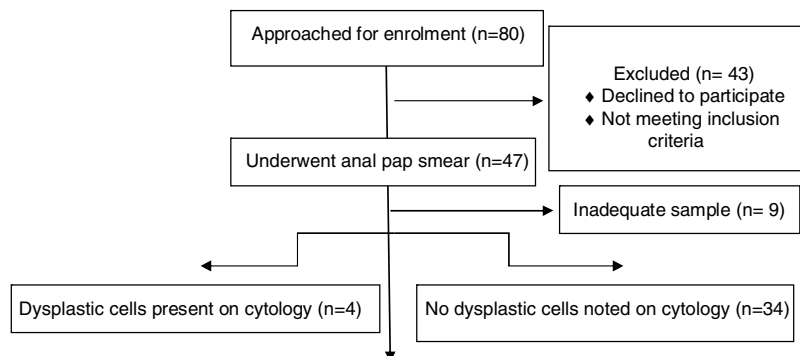 Approached for enrolment (n=80)
Excluded (n= 43)
♦ Declined to participate
♦ Not meeting inclusion
criteria
Underwent anal pap smear (n=47)
Inadequate sample (n= 9)
Dysplastic cells present on cytology (n=4)
No dysplastic cells noted on cytology (n=34)